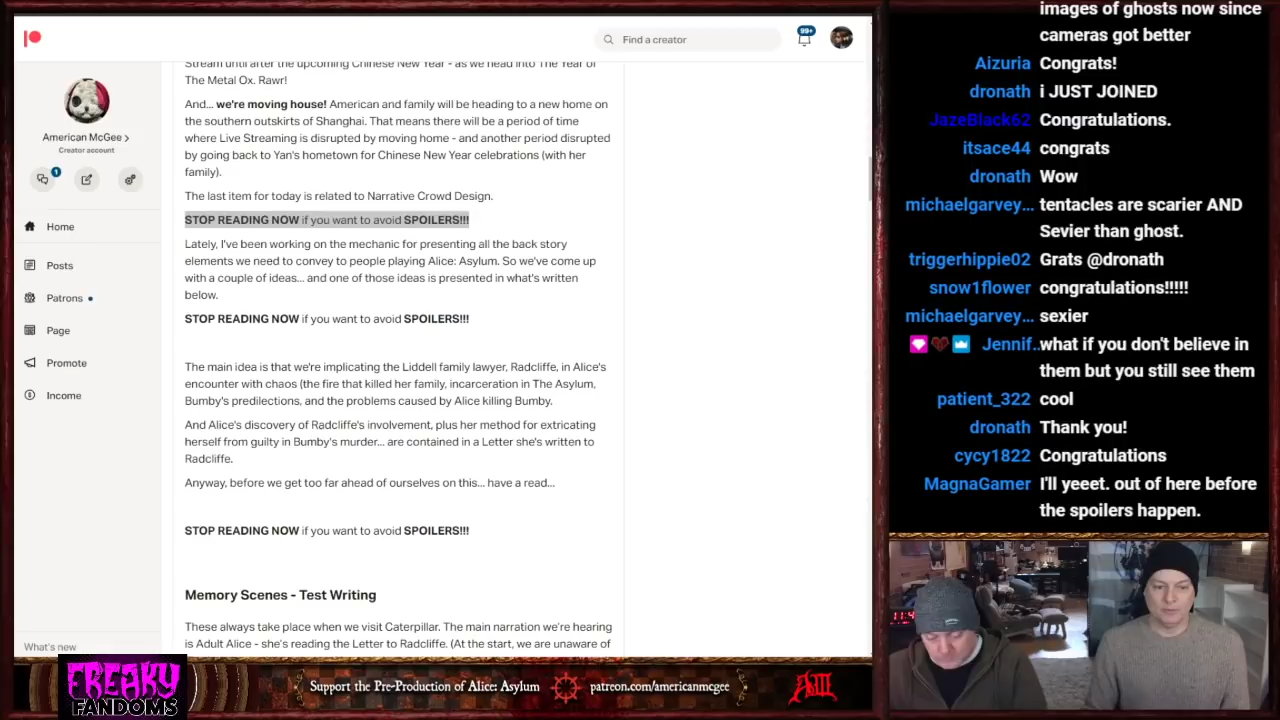 Find a creator
99+
American McGee
Creator account
1
Home
Posts
Patrons
Page
Promote
Income
What's new
Stream until after the upcoming Chinese New Year - as we head into The Year of
The Metal Ox. Rawr!
And... we're moving house! American and family will be heading to a new home on
the southern outskirts of Shanghai. That means there will be a period of time
where Live Streaming is disrupted by moving home - and another period disrupted
by going back to Yan's hometown for Chinese New Year celebrations (with her
family).
The last item for today is related to Narrative Crowd Design.
STOP READING NOW if you want to avoid SPOILERS!!!
Lately, I've been working on the mechanic for presenting all the back story
elements we need to convey to people playing Alice: Asylum. So we've come up
with a couple of ideas... and one of those ideas is presented in what's written
below.
STOP READING NOW if you want to avoid SPOILERS!!!
The main idea is that we're implicating the Liddell family lawyer, Radcliffe, in Alice's
encounter with chaos (the fire that killed her family, incarceration in The Asylum,
Bumby's predilections, and the problems caused by Alice killing Bumby.
And Alice's discovery of Radcliffe's involvement, plus her method for extricating
herself from guilty in Bumby's murder... are contained in a Letter she's written to
Radcliffe.
Anyway, before we get too far ahead of ourselves on this... have a read...
STOP READING NOW if you want to avoid SPOILERS!!!
Memory Scenes - Test Writing
These always take place when we visit Caterpillar. The main narration we're hearing
is Adult Alice - she's reading the Letter to Radcliffe. (At the start, we are unaware of
images of ghosts now since
cameras got better
Aizuria Congrats!
dronath i JUST JOINED
JazeBlack62 Congratulations.
itsace44 congrats
dronath Wow
michaelgarvey... tentacles are scarier AND
Sevier than ghost.
triggerhippie02 Grats @dronath
snow1flower congratulations!!!!!
michaelgarvey... sexier
Jennif... what if you don't believe in
them but you still see them
patient_322 cool
dronath Thank you!
cycy1822 Congratulations
MagnaGamer I'll yeeet. out of here before
the spoilers happen.
FREAKY
FANDOMS
Support the Pre-Production of Alice: Asylum
patreon.com/americanmcgee